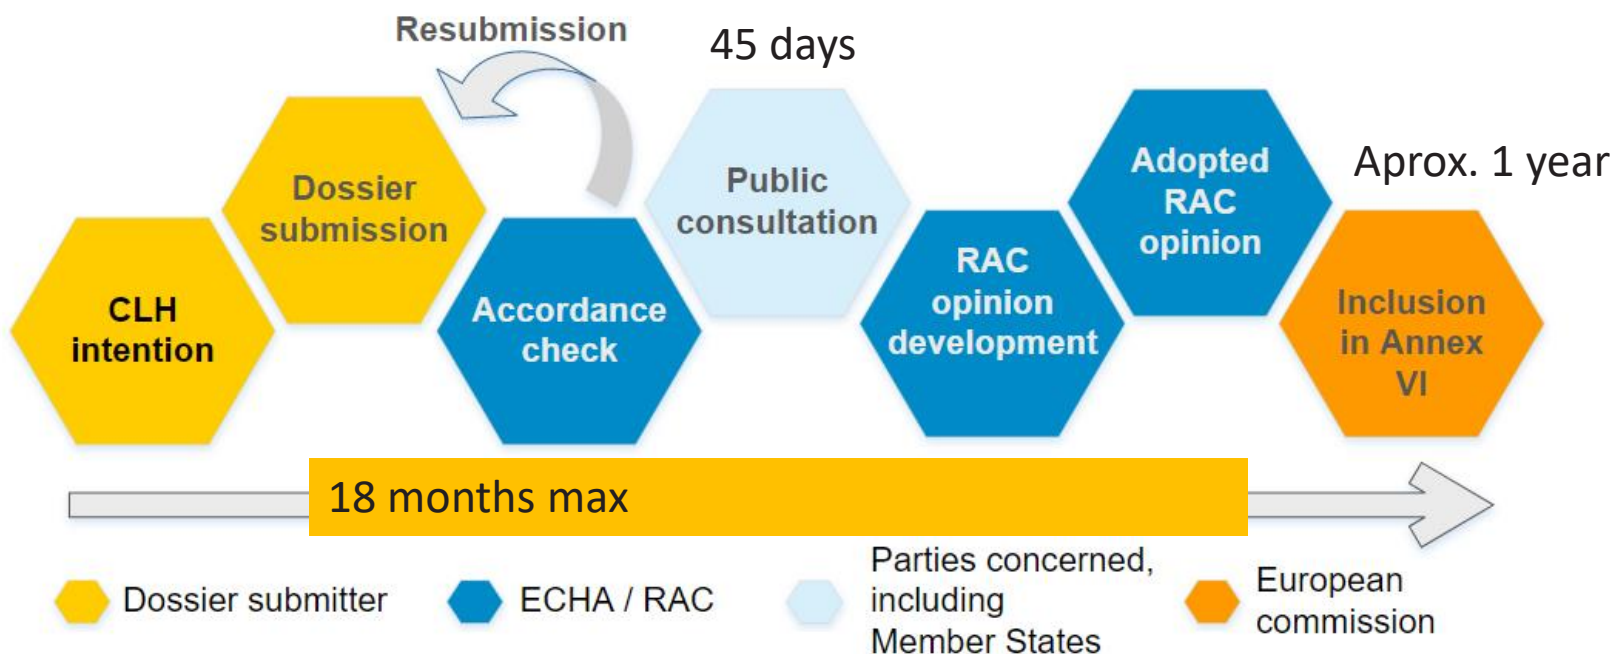 Resubmission
45 days
Dossier
submission
Public
consultation
Adopted
RAC
opinion
Aprox. 1 year
CLH
intention
Accordance
check
RAC
opinion
development
Inclusion
in Annex
VI
18 months max
Dossier submitter
ECHA / RAC
Parties concerned,
including
Member States
European
commission